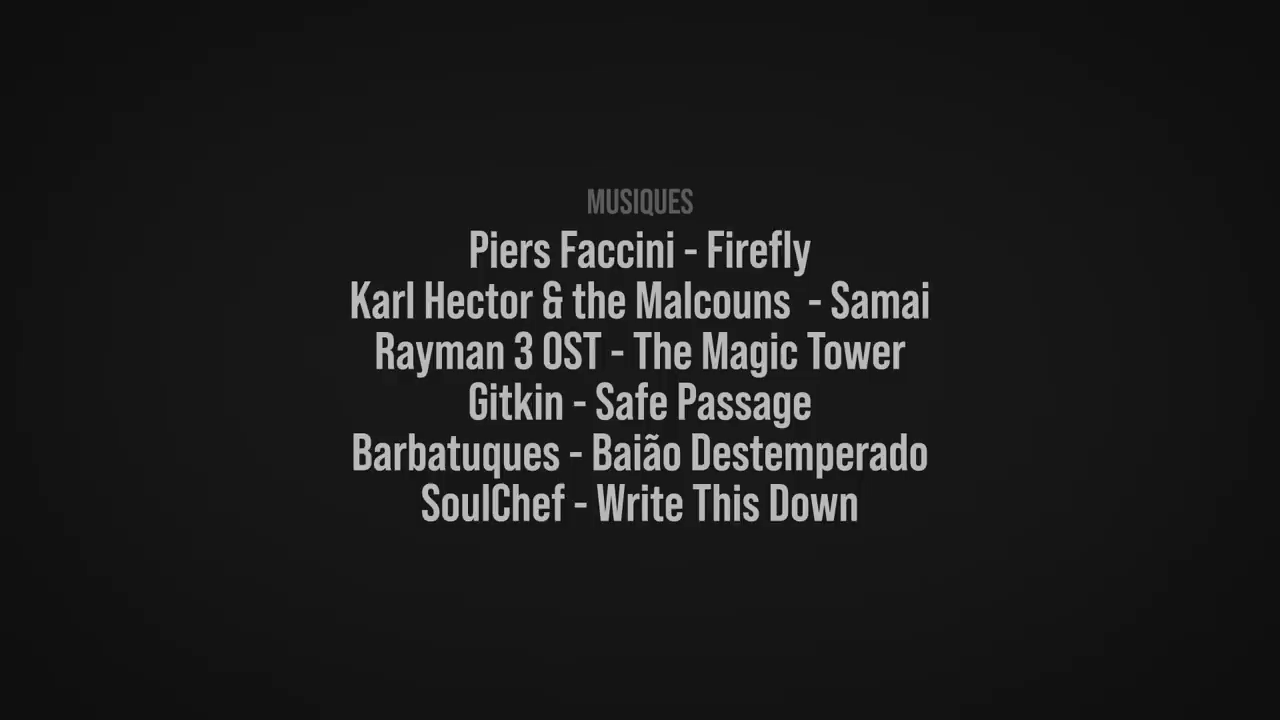 MUSIQUES
Piers Faccini - Firefly
Karl Hector & the Malcouns  - Samai
Rayman 3 OST - The Magic Tower
Gitkin - Safe Passage
Barbatuques - Baião Destemperado
SoulChef - Write This Down